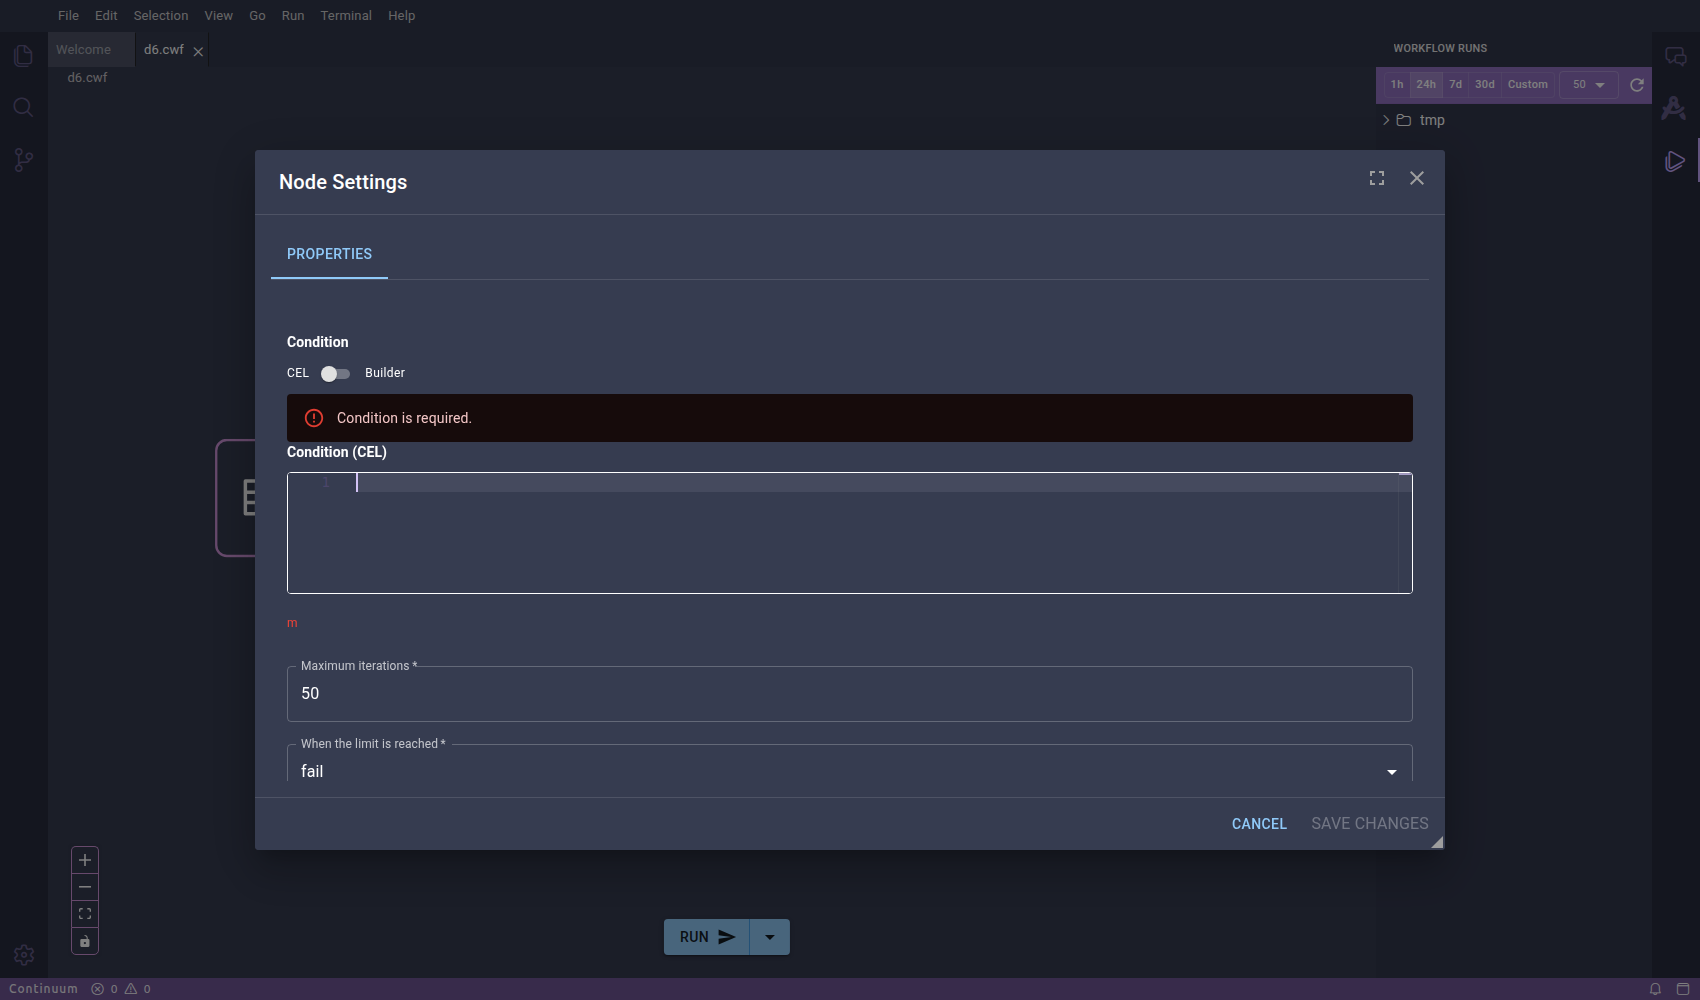 File Edit Selection View Go Run Terminal Help
Welcome d6.cwf
d6.cwf
WORKFLOW RUNS
1h 24h 7d 30d Custom 50
tmp
Node Settings
PROPERTIES
Condition
CEL Builder
Condition is required.
Condition (CEL)
1
m
Maximum iterations *
50
When the limit is reached *
fail
CANCEL SAVE CHANGES
RUN
Continuum 0 0